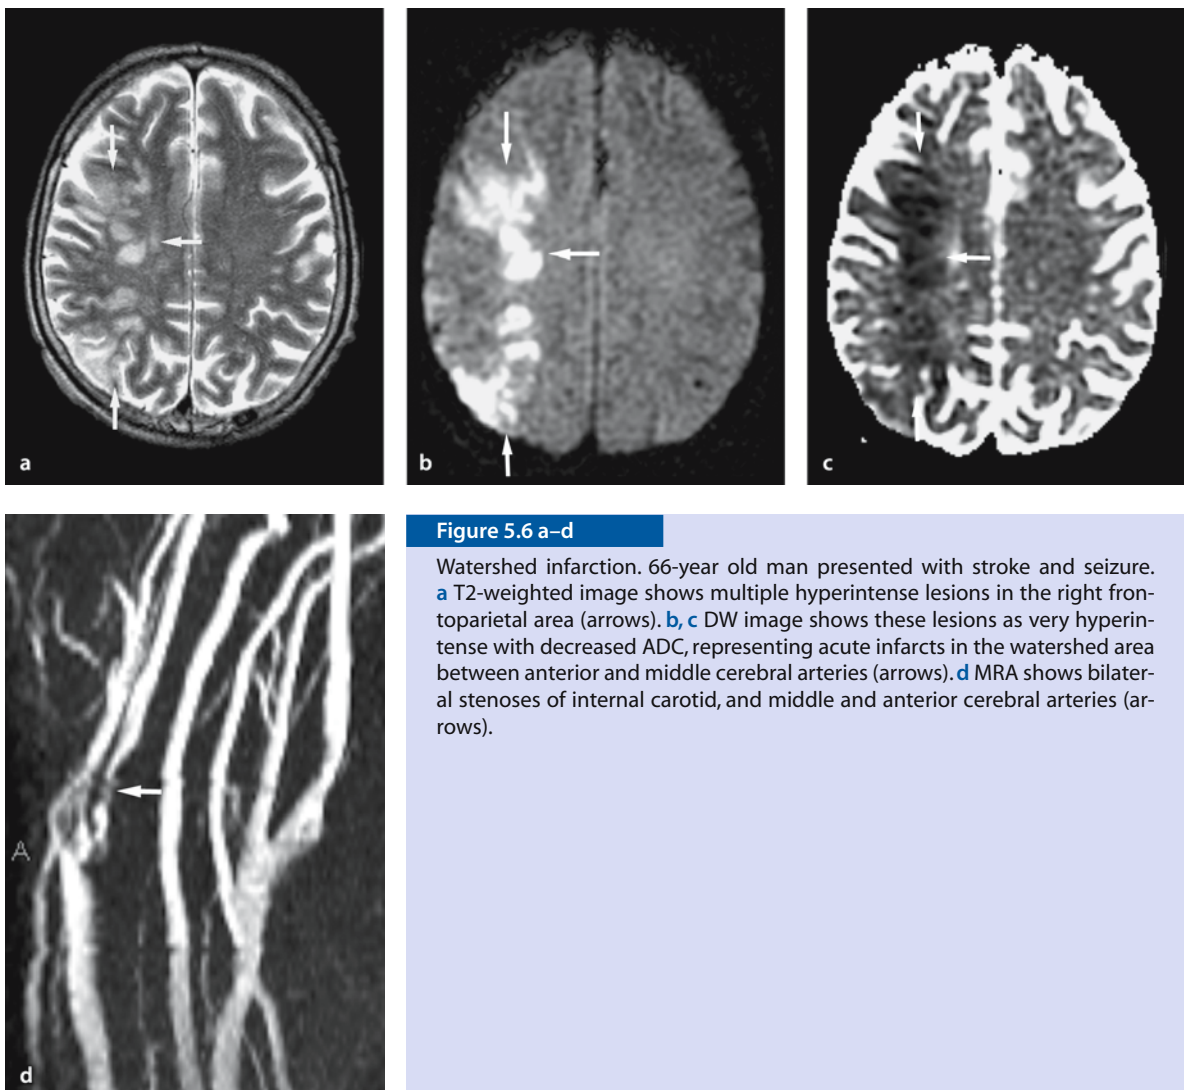 a
b
c
A
d
Figure 5.6 a–d
Watershed infarction. 66-year old man presented with stroke and seizure.
a T2-weighted image shows multiple hyperintense lesions in the right fron-
toparietal area (arrows). b, c DW image shows these lesions as very hyperin-
tense with decreased ADC, representing acute infarcts in the watershed area
between anterior and middle cerebral arteries (arrows). d MRA shows bilater-
al stenoses of internal carotid, and middle and anterior cerebral arteries (ar-
rows).